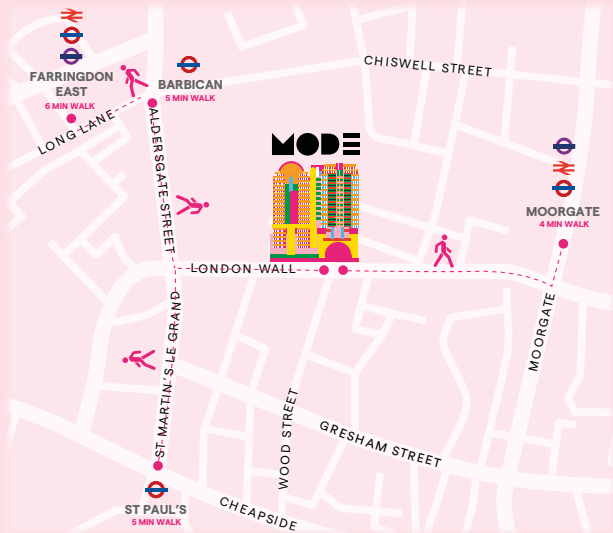 CHISWELL STREET
FARRINGDON
EAST
6 MIN WALK
BARBICAN
5 MIN WALK
LONG LANE
ALDERSGATE STREET
MODE
MOORGATE
4 MIN WALK
LONDON WALL
ST MARTIN'S LE GRAND
MOORGATE
WOOD STREET
GRESHAM STREET
ST PAUL'S
5 MIN WALK
CHEAPSIDE